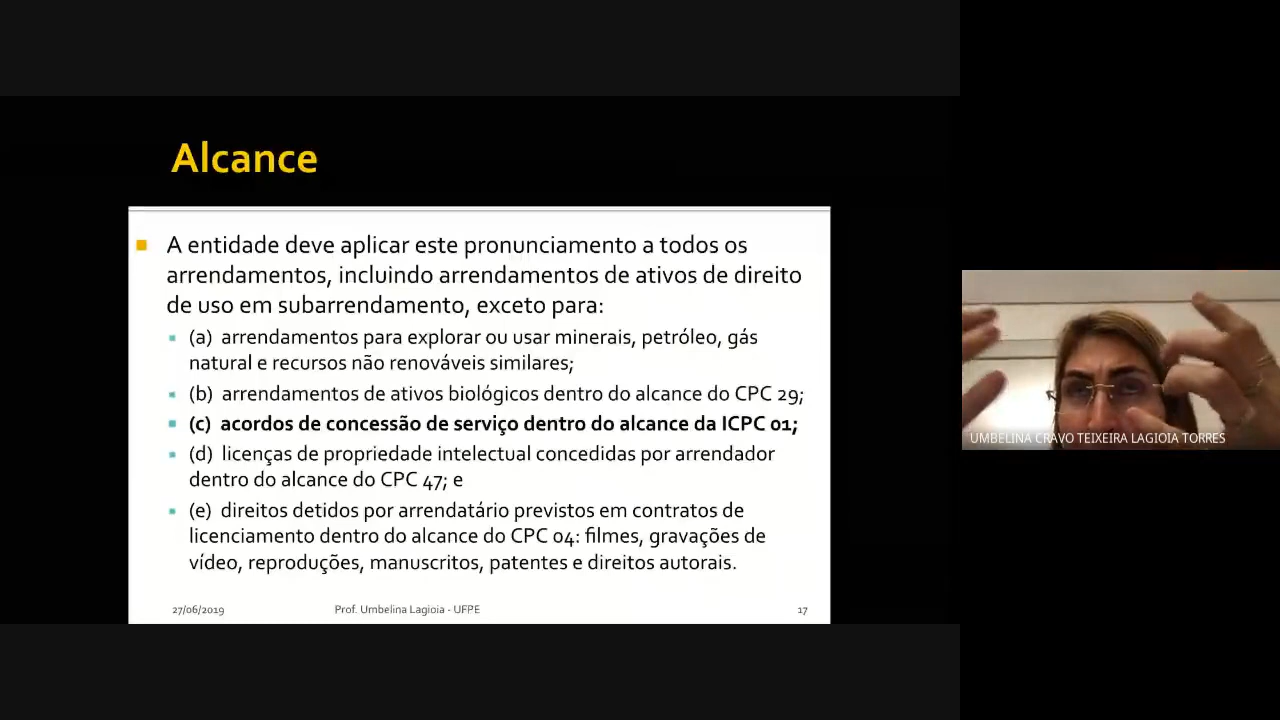 Alcance
A entidade deve aplicar este pronunciamento a todos os
arrendamentos, incluindo arrendamentos de ativos de direito
de uso em subarrendamento, exceto para:
(a) arrendamentos para explorar ou usar minerais, petróleo, gás
natural e recursos não renováveis similares;
(b) arrendamentos de ativos biológicos dentro do alcance do CPC 29;
(c) acordos de concessão de serviço dentro do alcance da ICPC 01;
(d) licenças de propriedade intelectual concedidas por arrendador
dentro do alcance do CPC 47; e
(e) direitos detidos por arrendatário previstos em contratos de
licenciamento dentro do alcance do CPC 04: filmes, gravações de
vídeo, reproduções, manuscritos, patentes e direitos autorais.
27/06/2019 Prof. Umbelina Lagioia - UFPE 17
UMBELINA CRAVO TEIXEIRA LAGIOIA TORRES